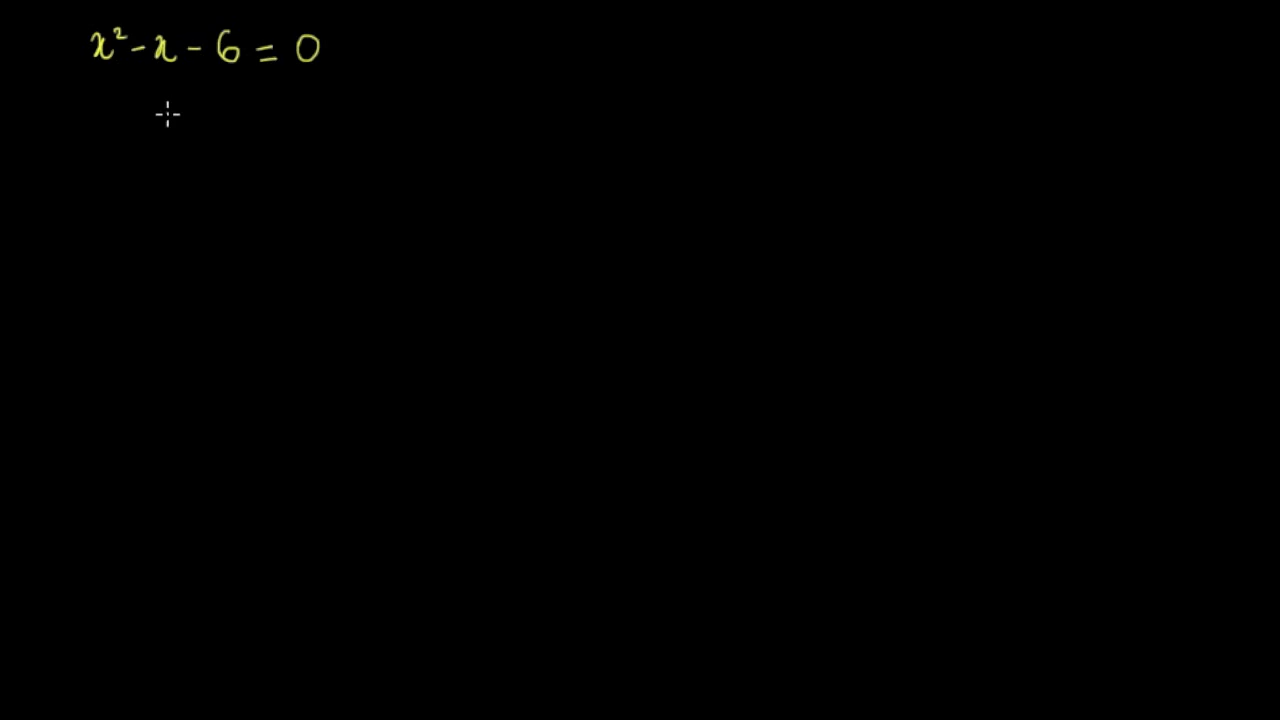 x² - x - 6 = 0